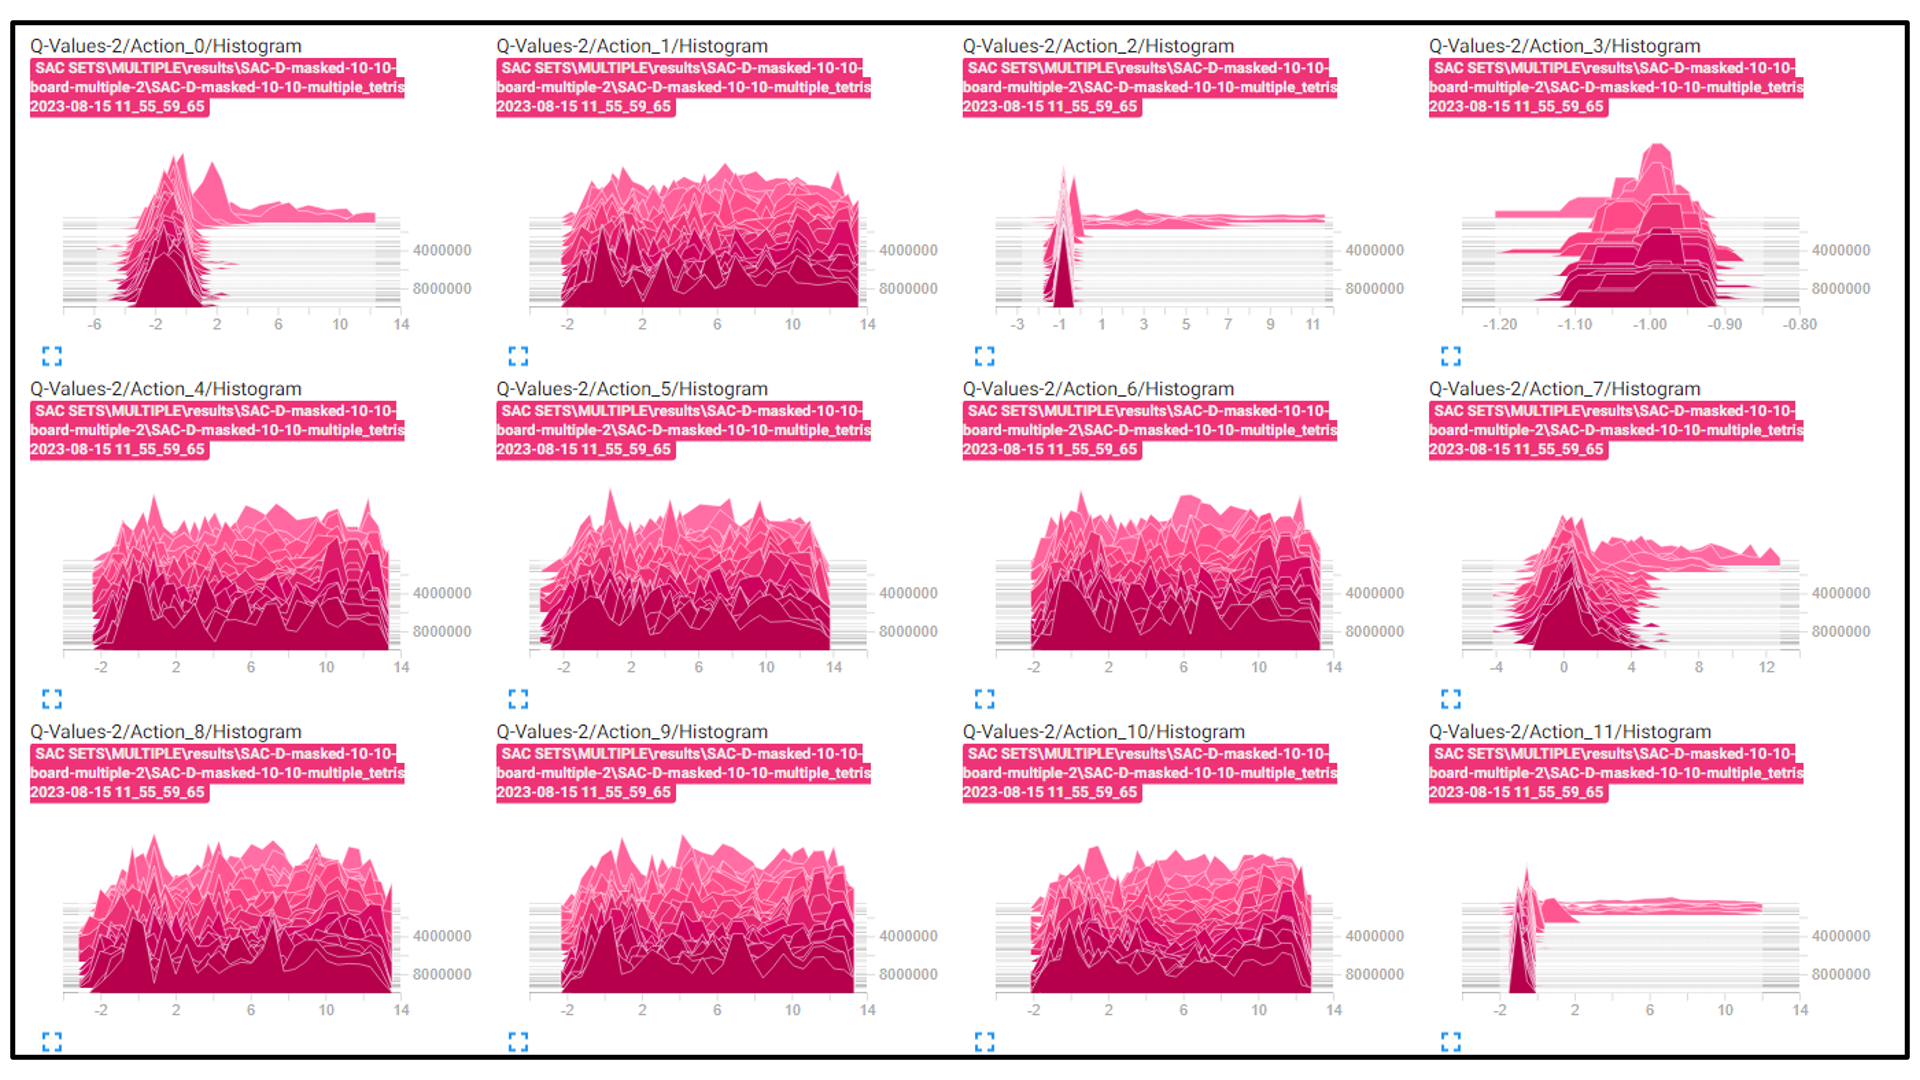 Q-Values-2/Action_0/Histogram
SAC SETS\MULTIPLE\results\SAC-D-masked-10-10-
board-multiple-2\SAC-D-masked-10-10-multiple_tetris
2023-08-15 11_55_59_65
4000000
8000000
-6 -2 2 6 10 14
Q-Values-2/Action_1/Histogram
SAC SETS\MULTIPLE\results\SAC-D-masked-10-10-
board-multiple-2\SAC-D-masked-10-10-multiple_tetris
2023-08-15 11_55_59_65
4000000
8000000
-2 2 6 10 14
Q-Values-2/Action_2/Histogram
SAC SETS\MULTIPLE\results\SAC-D-masked-10-10-
board-multiple-2\SAC-D-masked-10-10-multiple_tetris
2023-08-15 11_55_59_65
4000000
8000000
-3 -1 1 3 5 7 9 11
Q-Values-2/Action_3/Histogram
SAC SETS\MULTIPLE\results\SAC-D-masked-10-10-
board-multiple-2\SAC-D-masked-10-10-multiple_tetris
2023-08-15 11_55_59_65
4000000
8000000
-1.20 -1.10 -1.00 -0.90 -0.80
Q-Values-2/Action_4/Histogram
SAC SETS\MULTIPLE\results\SAC-D-masked-10-10-
board-multiple-2\SAC-D-masked-10-10-multiple_tetris
2023-08-15 11_55_59_65
4000000
8000000
-2 2 6 10 14
Q-Values-2/Action_5/Histogram
SAC SETS\MULTIPLE\results\SAC-D-masked-10-10-
board-multiple-2\SAC-D-masked-10-10-multiple_tetris
2023-08-15 11_55_59_65
4000000
8000000
-2 2 6 10 14
Q-Values-2/Action_6/Histogram
SAC SETS\MULTIPLE\results\SAC-D-masked-10-10-
board-multiple-2\SAC-D-masked-10-10-multiple_tetris
2023-08-15 11_55_59_65
4000000
8000000
-2 2 6 10 14
Q-Values-2/Action_7/Histogram
SAC SETS\MULTIPLE\results\SAC-D-masked-10-10-
board-multiple-2\SAC-D-masked-10-10-multiple_tetris
2023-08-15 11_55_59_65
4000000
8000000
-4 0 4 8 12
Q-Values-2/Action_8/Histogram
SAC SETS\MULTIPLE\results\SAC-D-masked-10-10-
board-multiple-2\SAC-D-masked-10-10-multiple_tetris
2023-08-15 11_55_59_65
4000000
8000000
-2 2 6 10 14
Q-Values-2/Action_9/Histogram
SAC SETS\MULTIPLE\results\SAC-D-masked-10-10-
board-multiple-2\SAC-D-masked-10-10-multiple_tetris
2023-08-15 11_55_59_65
4000000
8000000
-2 2 6 10 14
Q-Values-2/Action_10/Histogram
SAC SETS\MULTIPLE\results\SAC-D-masked-10-10-
board-multiple-2\SAC-D-masked-10-10-multiple_tetris
2023-08-15 11_55_59_65
4000000
8000000
-2 2 6 10 14
Q-Values-2/Action_11/Histogram
SAC SETS\MULTIPLE\results\SAC-D-masked-10-10-
board-multiple-2\SAC-D-masked-10-10-multiple_tetris
2023-08-15 11_55_59_65
4000000
8000000
-2 2 6 10 14